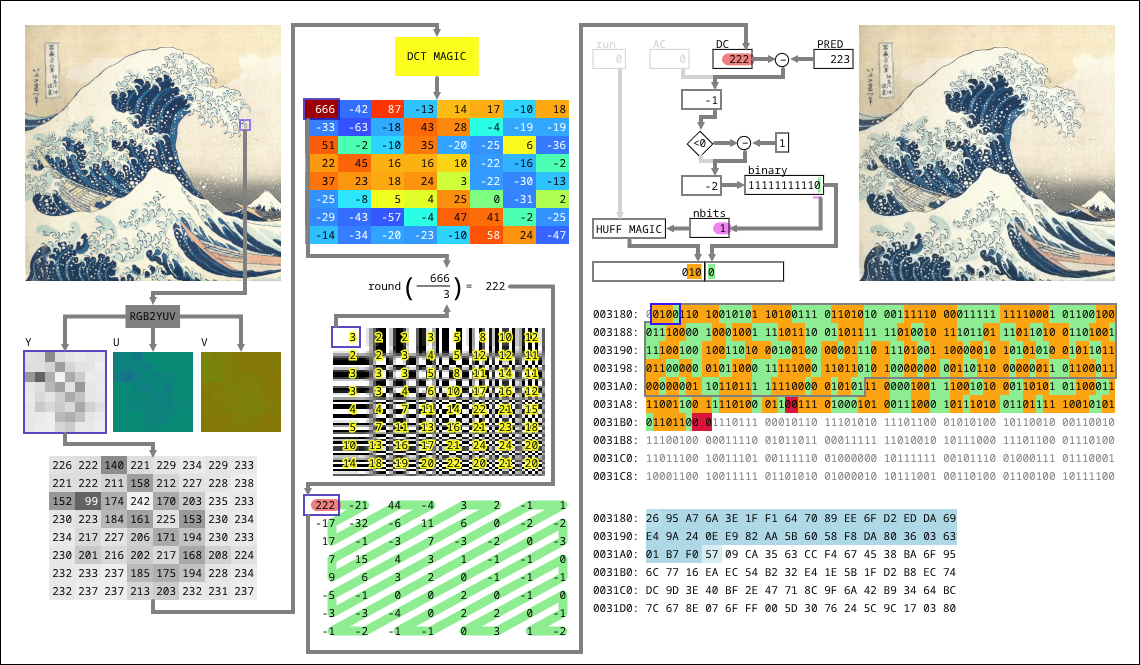 RGB2YUV
Y U V
226 222 140 221 229 234 229 233
221 222 211 158 212 227 228 238
152 99 174 242 170 203 235 233
230 223 184 161 225 153 230 234
229 227 227 206 171 194 230 233
230 201 216 202 217 168 208 224
232 233 237 185 175 194 228 234
232 237 237 213 203 232 231 237
DCT MAGIC
666 -42 87 -13 14 17 -10 18
-33 -63 -18 43 28 -4 -19 -19
51 -2 -10 35 -20 -25 6 -36
22 45 16 16 10 -22 -16 -2
37 23 18 24 3 -22 -30 -13
-25 -8 5 4 25 0 -31 2
-29 -43 -57 -4 47 41 -2 -25
-14 -34 -20 -23 -10 58 24 -47
round ( 666 / 3 ) = 222
3 2 2 3 5 8 10 12
2 2 3 4 5 12 12 11
3 3 3 5 8 11 14 11
3 3 4 6 10 17 16 12
4 4 7 11 14 22 21 15
5 7 11 13 16 21 23 18
10 13 16 17 21 24 24 20
14 18 19 20 22 20 21 20
222 -21 44 -4 3 2 -1 1
-17 -32 -6 11 6 0 -2 -2
17 -1 -3 7 -3 -2 0 -3
7 15 4 3 1 -1 -1 0
9 6 3 2 0 -1 -1 -1
-5 -1 0 0 2 0 -1 0
-3 -3 -4 0 2 2 0 -1
-1 -2 -1 -1 0 3 1 -2
run AC DC PRED
0 0 222 223
−
-1
<0 − 1
binary
-2 11111111110
nbits
HUFF MAGIC 1
010 0
003180: 00100110 10010101 10100111 01101010 00111110 00011111 11110001 01100100
003188: 01110000 10001001 11101110 01101111 11010010 11101101 11011010 01101001
003190: 11100100 10011010 00100100 00001110 11101001 10000010 10101010 01011011
003198: 01100000 01011000 11111000 11011010 10000000 00110110 00000011 01100011
0031A0: 00000001 10110111 11110000 01010111 00001001 11001010 00110101 01100011
0031A8: 11001100 11110100 01100111 01000101 00111000 10111010 01101111 10010101
0031B0: 01101100 01110111 00010110 11101010 11101100 01010100 10110010 00110010
0031B8: 11100100 00011110 01011011 00011111 11010010 10111000 11101100 01110100
0031C0: 11011100 10011101 00111110 01000000 10111111 00101110 01000111 01110001
0031C8: 10001100 10011111 01101010 01000010 10111001 00110100 01100100 10111100
003180: 26 95 A7 6A 3E 1F F1 64 70 89 EE 6F D2 ED DA 69
003190: E4 9A 24 0E E9 82 AA 5B 60 58 F8 DA 80 36 03 63
0031A0: 01 B7 F0 57 09 CA 35 63 CC F4 67 45 38 BA 6F 95
0031B0: 6C 77 16 EA EC 54 B2 32 E4 1E 5B 1F D2 B8 EC 74
0031C0: DC 9D 3E 40 BF 2E 47 71 8C 9F 6A 42 B9 34 64 BC
0031D0: 7C 67 8E 07 6F FF 00 5D 30 76 24 5C 9C 17 03 80